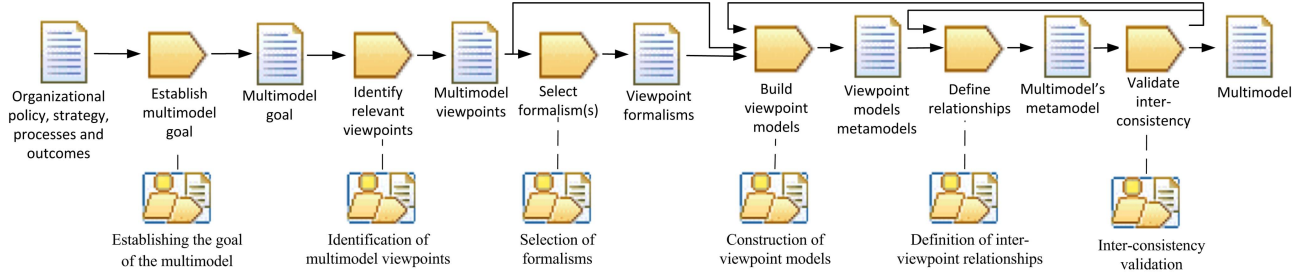 Organizational
policy, strategy,
processes and
outcomes
Establish
multimodel
goal
Multimodel
goal
Identify
relevant
viewpoints
Multimodel
viewpoints
Select
formalism(s)
Viewpoint
formalisms
Build
viewpoint
models
Viewpoint
models
metamodels
Define
relationships
Multimodel's
metamodel
Validate
inter-
consistency
Multimodel
Establishing the goal
of the multimodel
Identification of
multimodel viewpoints
Selection of
formalisms
Construction of
viewpoint models
Definition of inter-
viewpoint relationships
Inter-consistency
validation